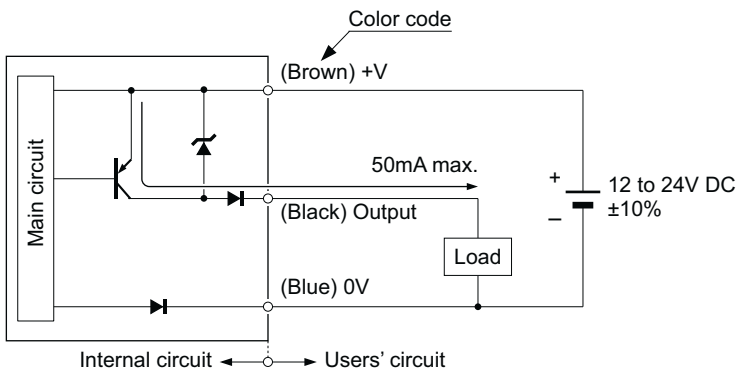 Color code
(Brown) +V
Main circuit
50mA max.
+
12 to 24V DC
±10%
–
(Black) Output
Load
(Blue) 0V
Internal circuit
Users' circuit